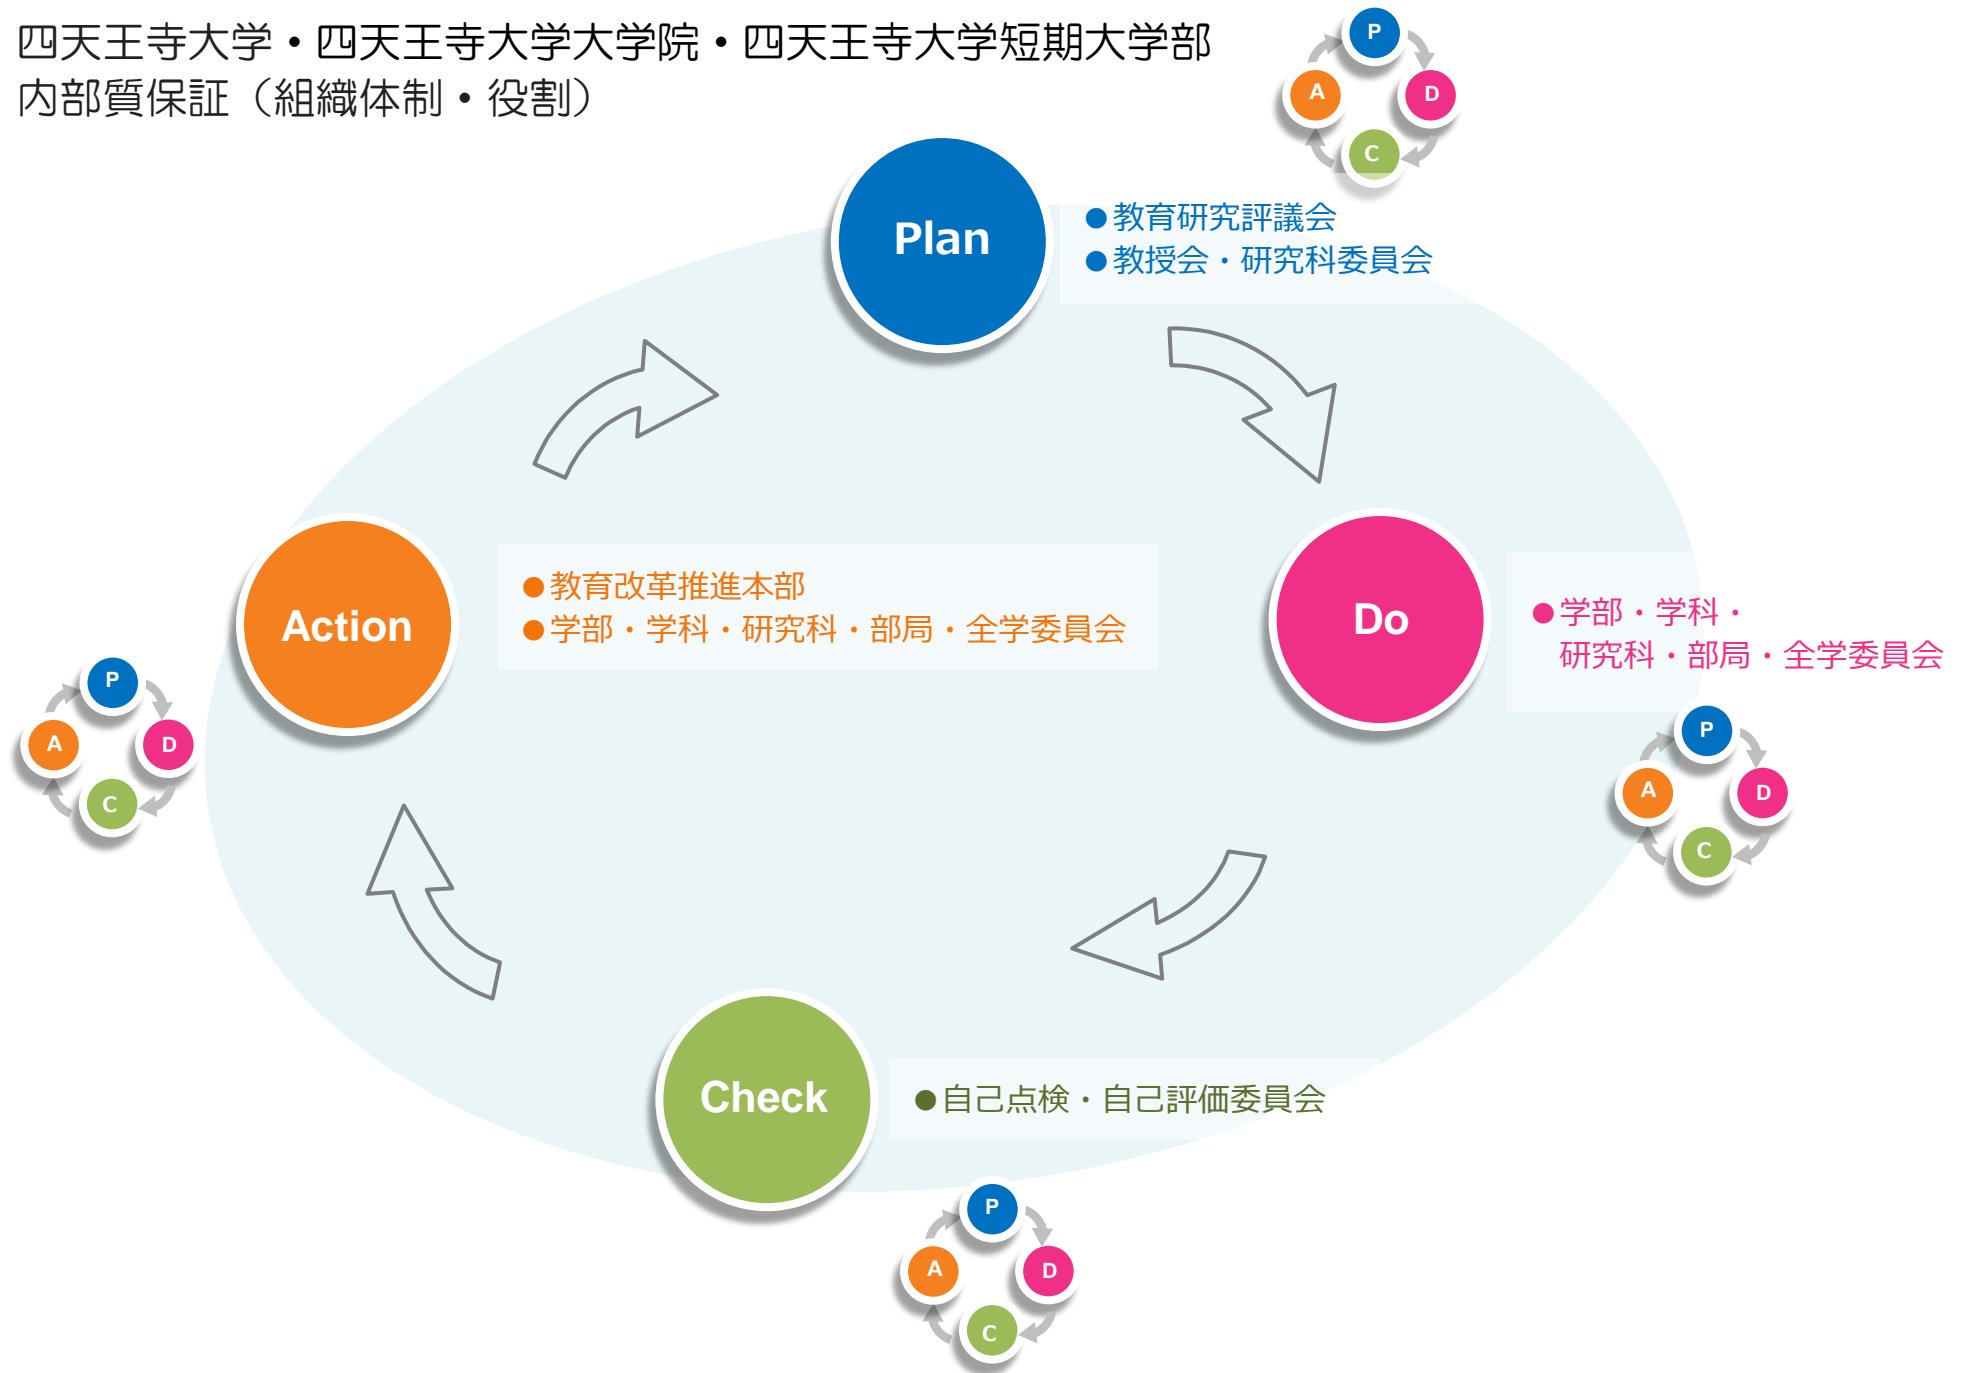 四天王寺大学・四天王寺大学大学院・四天王寺大学短期大学部
内部質保証（組織体制・役割）
P
A
D
C
Plan
●教育研究評議会
●教授会・研究科委員会
Action
●教育改革推進本部
●学部・学科・研究科・部局・全学委員会
Do
●学部・学科・
研究科・部局・全学委員会
P
A
D
C
P
A
D
C
Check
●自己点検・自己評価委員会
P
A
D
C